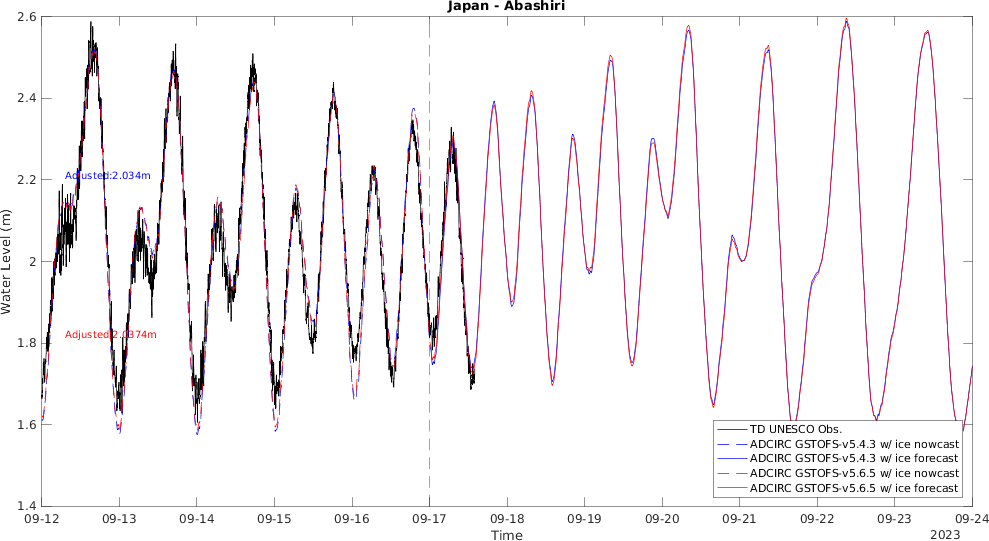 Japan - Abashiri
2.6
2.4
2.2
2
1.8
1.6
1.4
Water Level (m)
Adjusted:2.034m
Adjusted:2.0374m
TD UNESCO Obs.
ADCIRC GSTOFS-v5.4.3 w/ ice nowcast
ADCIRC GSTOFS-v5.4.3 w/ ice forecast
ADCIRC GSTOFS-v5.6.5 w/ ice nowcast
ADCIRC GSTOFS-v5.6.5 w/ ice forecast
09-12 09-13 09-14 09-15 09-16 09-17 09-18 09-19 09-20 09-21 09-22 09-23 09-24
Time
2023